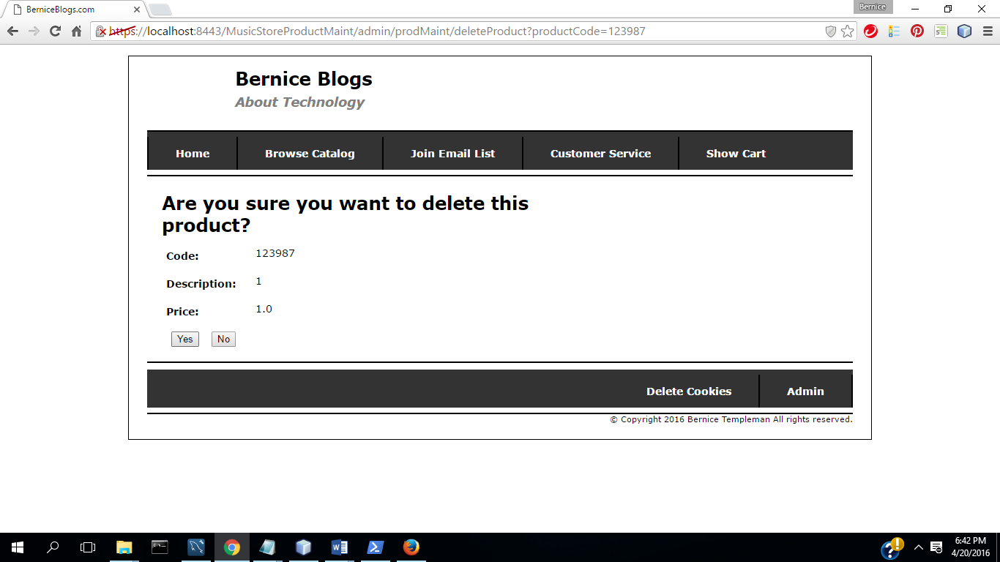 BerniceBlogs.com
Bernice
https://localhost:8443/MusicStoreProductMaint/admin/prodMaint/deleteProduct?productCode=123987
Bernice Blogs
About Technology
Home Browse Catalog Join Email List Customer Service Show Cart
Are you sure you want to delete this
product?
Code: 123987
Description: 1
Price: 1.0
Yes No
Delete Cookies Admin
© Copyright 2016 Bernice Templeman All rights reserved.
6:42 PM
4/20/2016